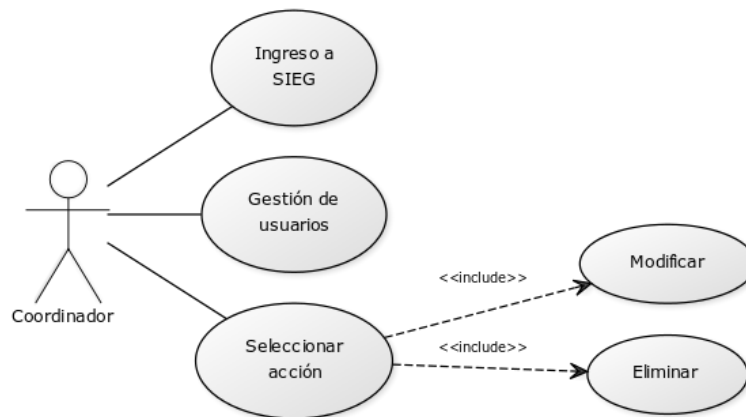 Ingreso a
SIEG
Gestión de
usuarios
Coordinador
Seleccionar
acción
<<include>>
Modificar
<<include>>
Eliminar